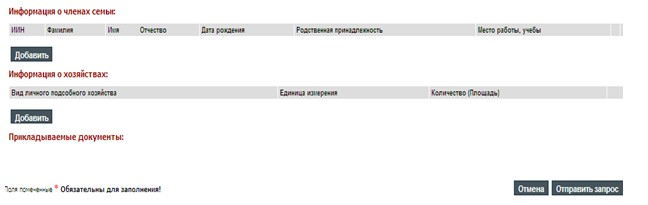 Информация о членах семьи:
ИИН Фамилия Имя Отчество Дата рождения Родственная принадлежность Место работы, учебы
Добавить
Информация о хозяйствах:
Вид личного подсобного хозяйства Единица измерения Количество (Площадь)
Добавить
Прикладываемые документы:
Поля помеченные * Обязательны для заполнения! Отмена Отправить запрос